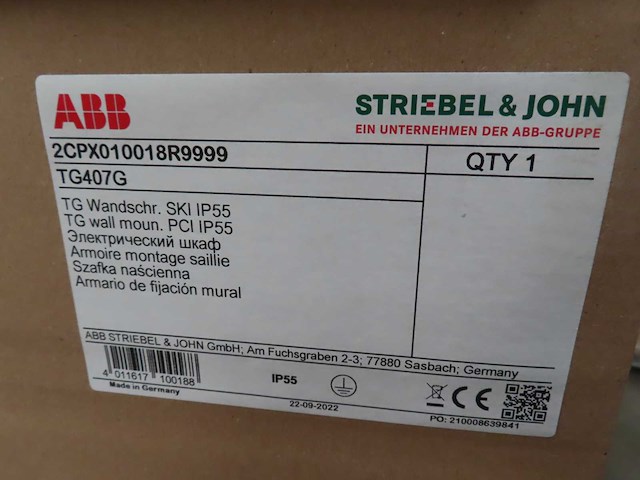 ABB
STRIEBEL & JOHN
EIN UNTERNEHMEN DER ABB-GRUPPE
2CPX010018R9999
QTY 1
TG407G
TG Wandschr. SKI IP55
TG wall moun. PCI IP55
Электрический шкаф
Armoire montage saillie
Szafka naścienna
Armario de fijación mural
ABB STRIEBEL & JOHN GmbH; Am Fuchsgraben 2-3; 77880 Sasbach; Germany
4 011617 100188
Made in Germany
IP55
22-09-2022
CE
PO: 210008639841